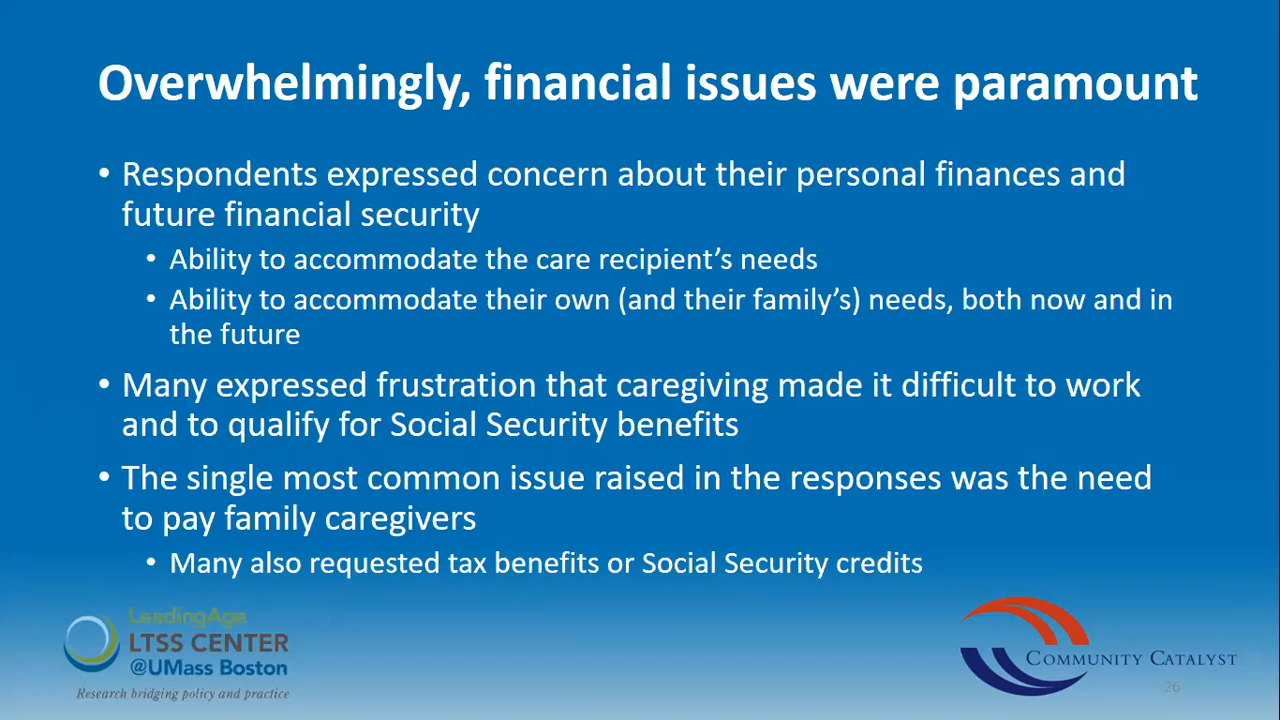 Overwhelmingly, financial issues were paramount
• Respondents expressed concern about their personal finances and
future financial security
• Ability to accommodate the care recipient’s needs
• Ability to accommodate their own (and their family’s) needs, both now and in
the future
• Many expressed frustration that caregiving made it difficult to work
and to qualify for Social Security benefits
• The single most common issue raised in the responses was the need
to pay family caregivers
• Many also requested tax benefits or Social Security credits
LeadingAge
LTSS CENTER
@UMass Boston
Research bridging policy and practice
COMMUNITY CATALYST
26